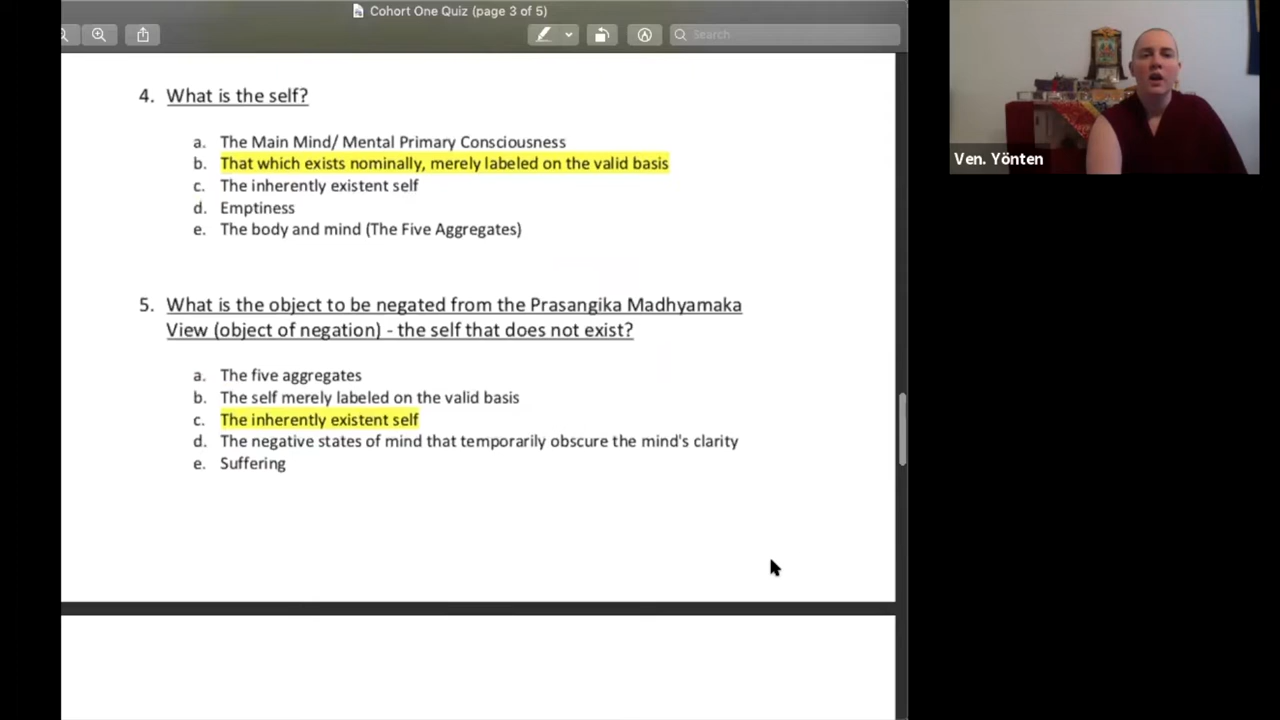 Cohort One Quiz (page 3 of 5)
Search
4. What is the self?
a. The Main Mind/ Mental Primary Consciousness
b. That which exists nominally, merely labeled on the valid basis
c. The inherently existent self
d. Emptiness
e. The body and mind (The Five Aggregates)
5. What is the object to be negated from the Prasangika Madhyamaka
View (object of negation) - the self that does not exist?
a. The five aggregates
b. The self merely labeled on the valid basis
c. The inherently existent self
d. The negative states of mind that temporarily obscure the mind's clarity
e. Suffering
Ven. Yönten